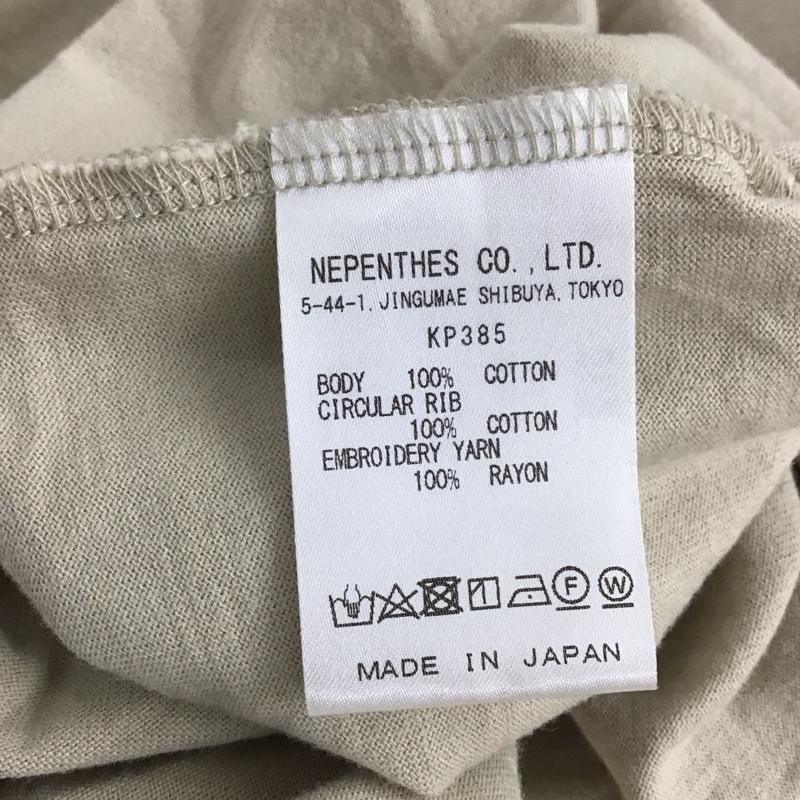 NEPENTHES CO., LTD.
5-44-1, JINGUMAE SHIBUYA, TOKYO
KP385
BODY 100% COTTON
CIRCULAR RIB
100% COTTON
EMBROIDERY YARN
100% RAYON
F W
MADE IN JAPAN